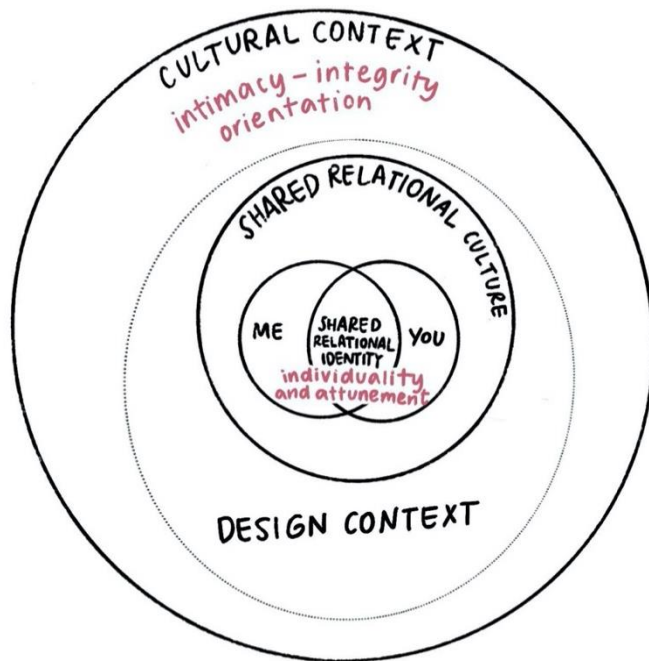 CULTURAL CONTEXT
intimacy - integrity
orientation
SHARED RELATIONAL CULTURE
ME
SHARED
RELATIONAL
IDENTITY
YOU
individuality
and attunement
DESIGN CONTEXT